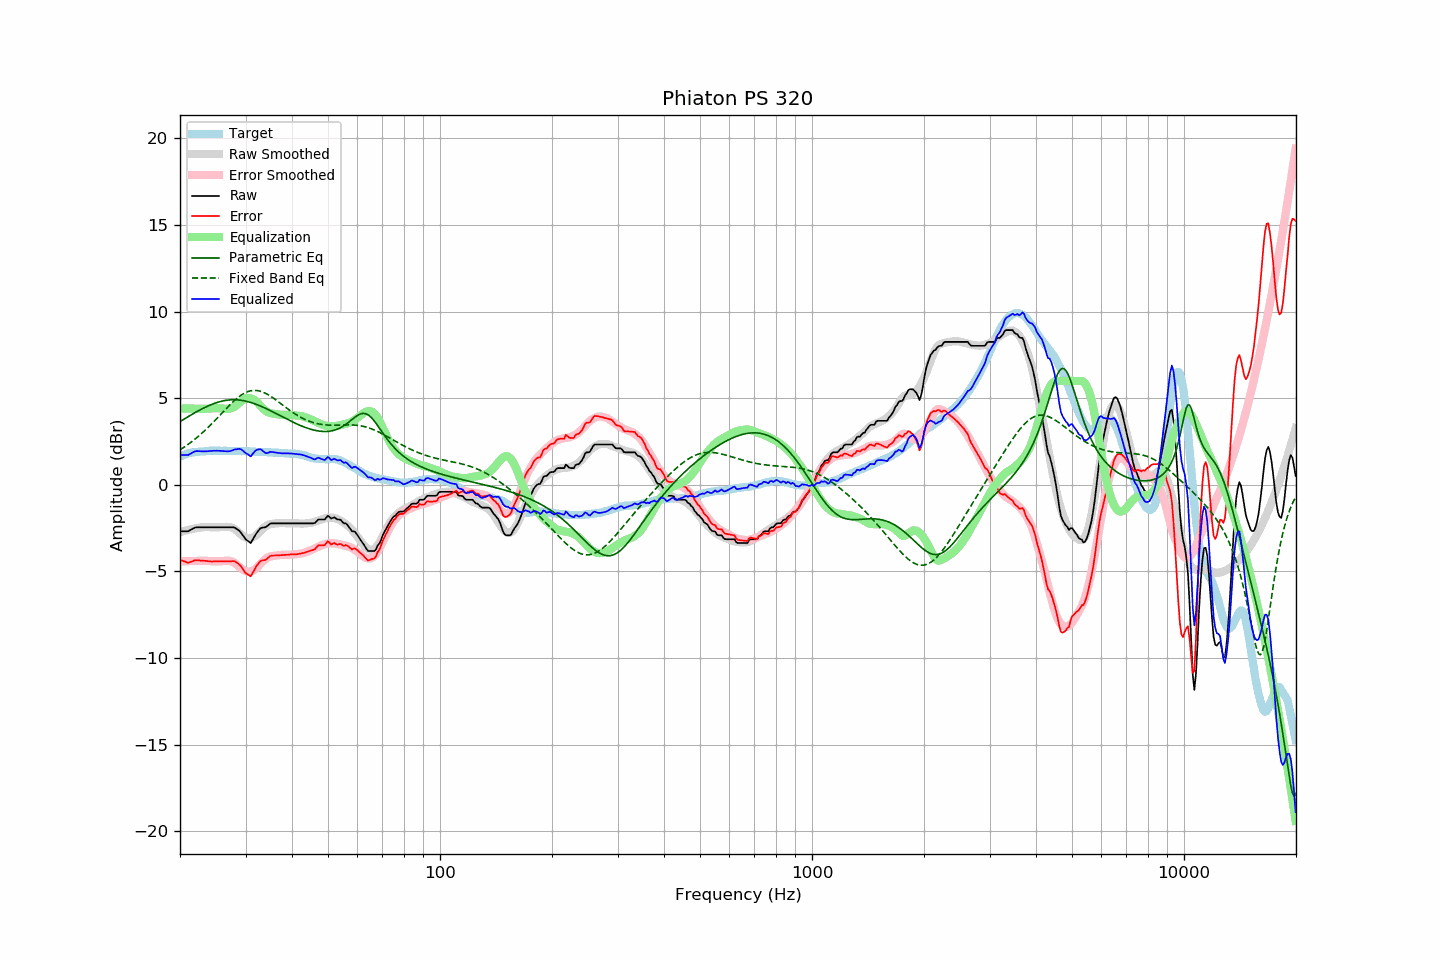 Phiaton PS 320
Target
Raw Smoothed
Error Smoothed
Raw
Error
Equalization
Parametric Eq
Fixed Band Eq
Equalized
20
15
10
5
0
−5
−10
−15
−20
Amplitude (dBr)
100
1000
10000
Frequency (Hz)